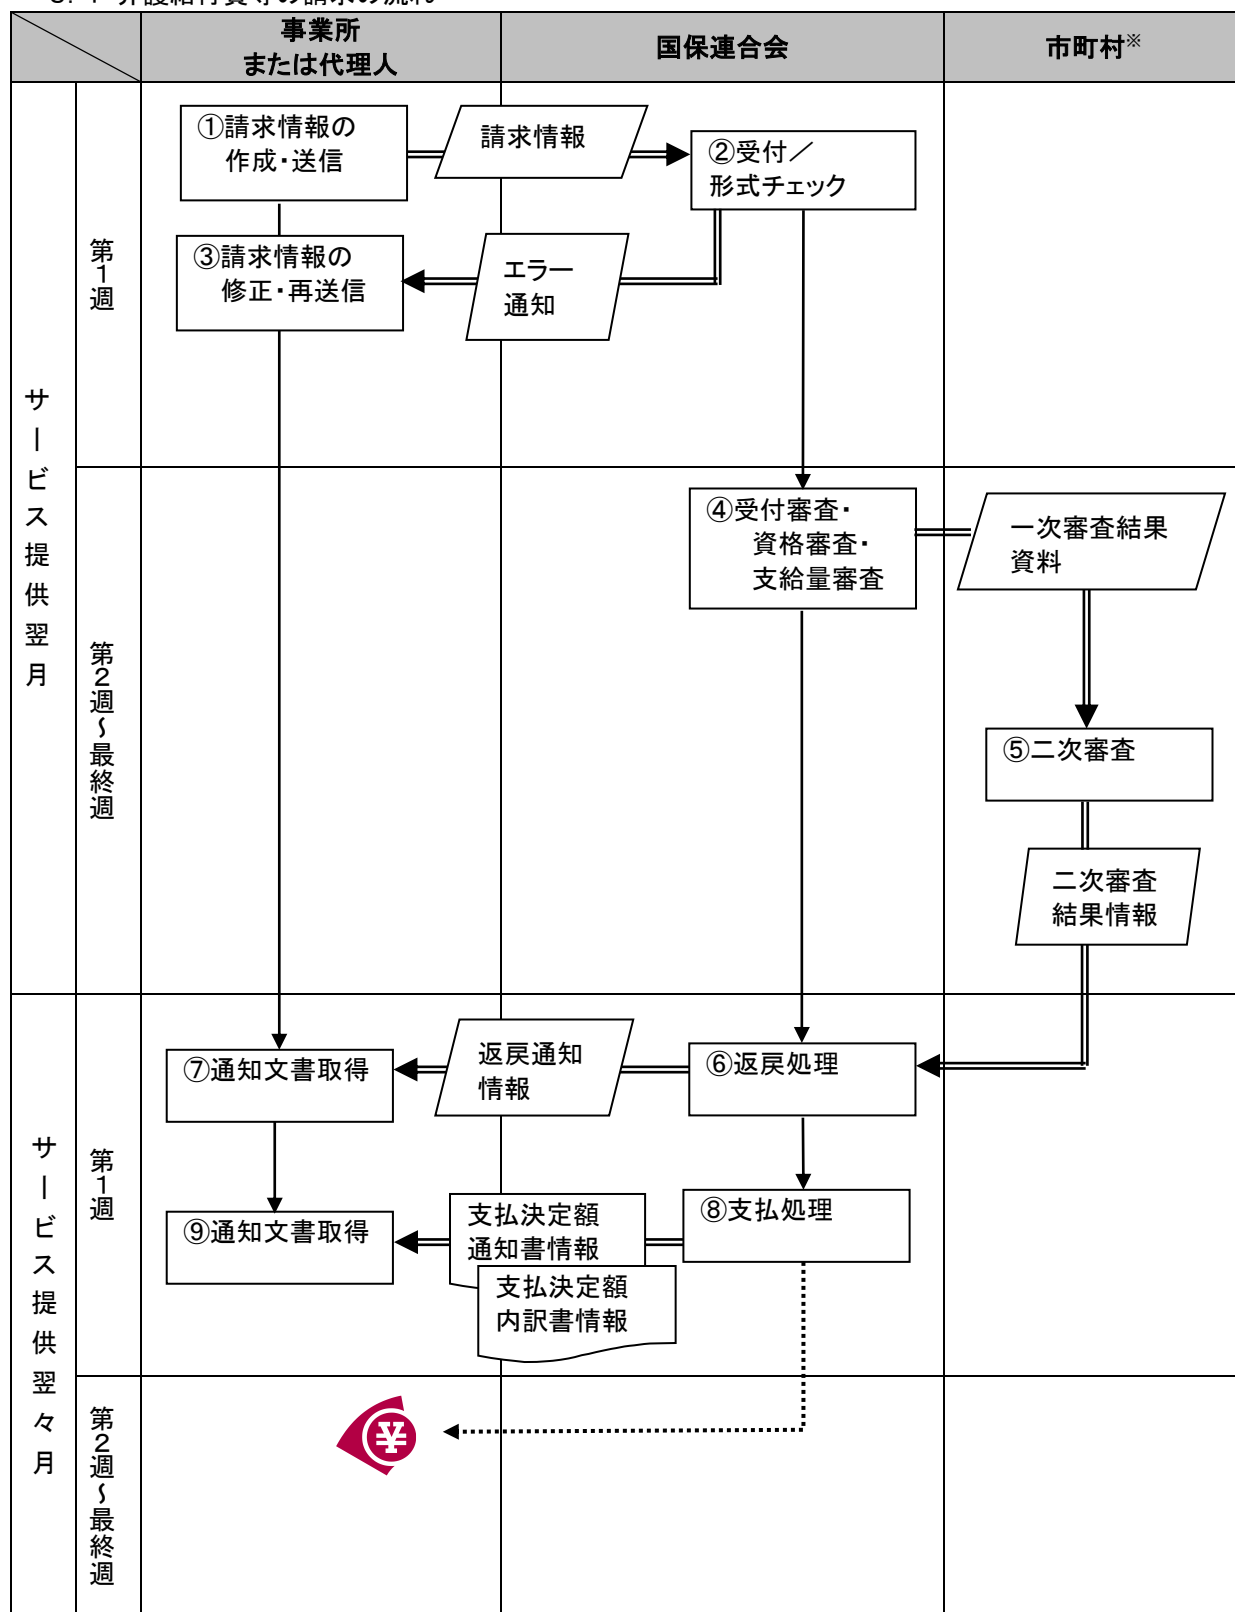 事業所
または代理人
国保連合会
市町村※
サービス提供翌月
第1週
①請求情報の
作成・送信
請求情報
②受付／
形式チェック
③請求情報の
修正・再送信
エラー
通知
第2週～最終週
④受付審査・
資格審査・
支給量審査
一次審査結果
資料
⑤二次審査
二次審査
結果情報
サービス提供翌々月
第1週
⑦通知文書取得
返戻通知
情報
⑥返戻処理
⑨通知文書取得
支払決定額
通知書情報
⑧支払処理
支払決定額
内訳書情報
第2週～最終週
¥